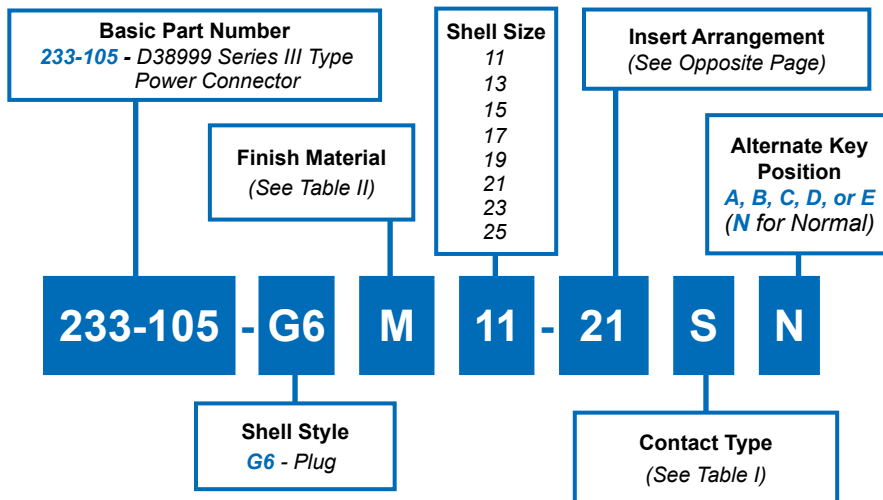 Basic Part Number
233-105 - D38999 Series III Type
Power Connector
Shell Size
11
13
15
17
19
21
23
25
Insert Arrangement
(See Opposite Page)
Finish Material
(See Table II)
Alternate Key
Position
A, B, C, D, or E
(N for Normal)
233-105 - G6 M 11 - 21 S N
Shell Style
G6 - Plug
Contact Type
(See Table I)